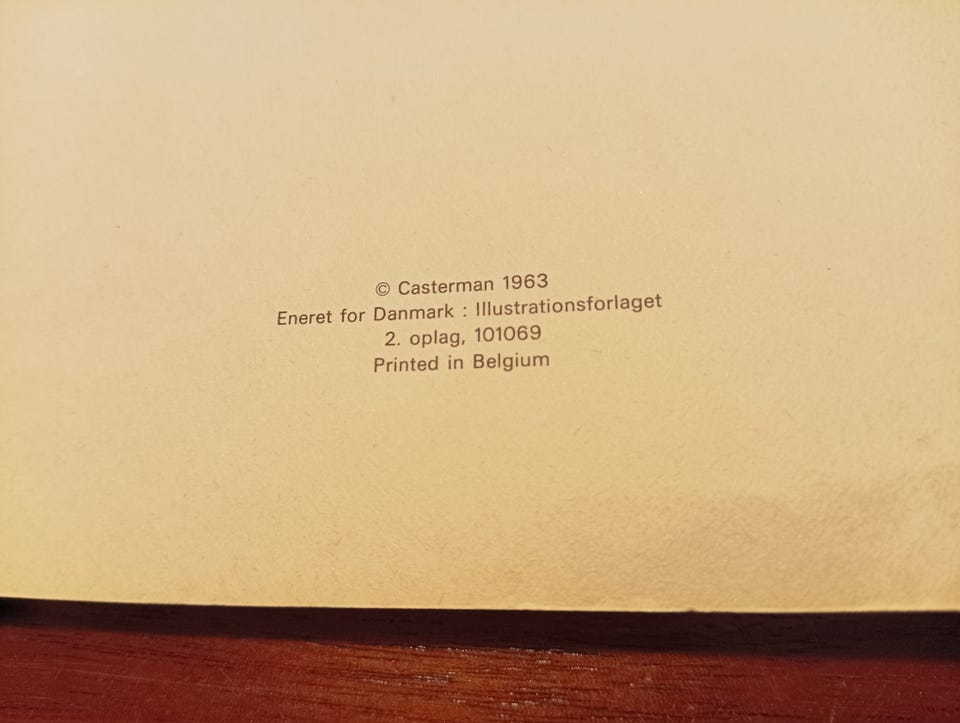 © Casterman 1963
Eneret for Danmark : Illustrationsforlaget
2. oplag, 101069
Printed in Belgium